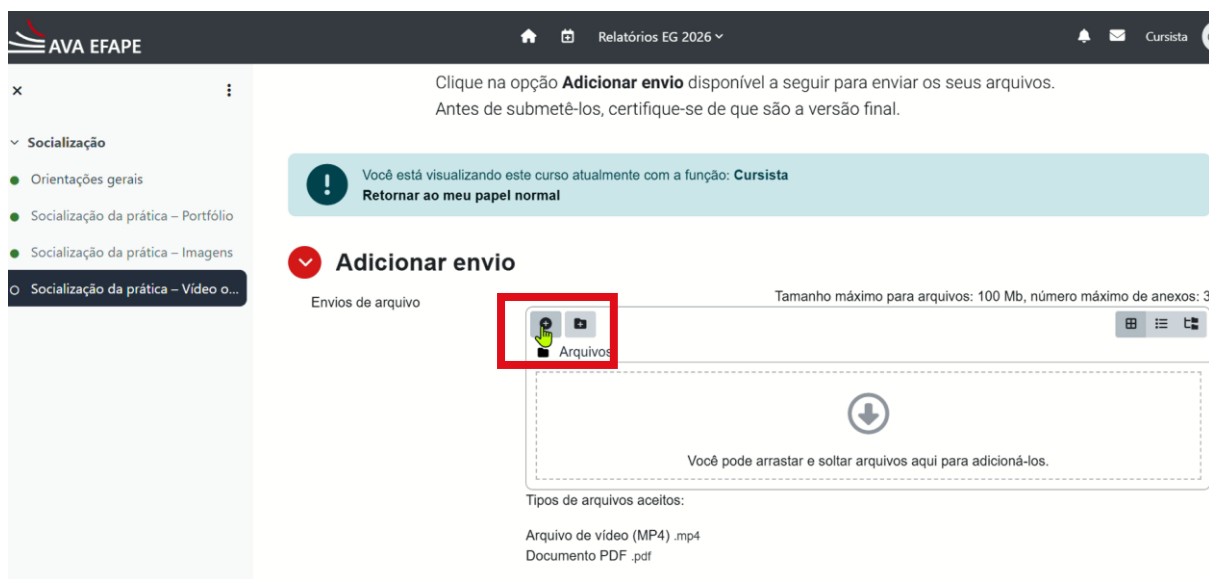 AVA EFAPE
Relatórios EG 2026
Cursista
Socialização
Orientações gerais
Socialização da prática – Portfólio
Socialização da prática – Imagens
Socialização da prática – Vídeo o...
Clique na opção Adicionar envio disponível a seguir para enviar os seus arquivos.
Antes de submetê-los, certifique-se de que são a versão final.
Você está visualizando este curso atualmente com a função: Cursista
Retornar ao meu papel normal
Adicionar envio
Envios de arquivo
Tamanho máximo para arquivos: 100 Mb, número máximo de anexos: 3
Arquivos
Você pode arrastar e soltar arquivos aqui para adicioná-los.
Tipos de arquivos aceitos:
Arquivo de vídeo (MP4) .mp4
Documento PDF .pdf